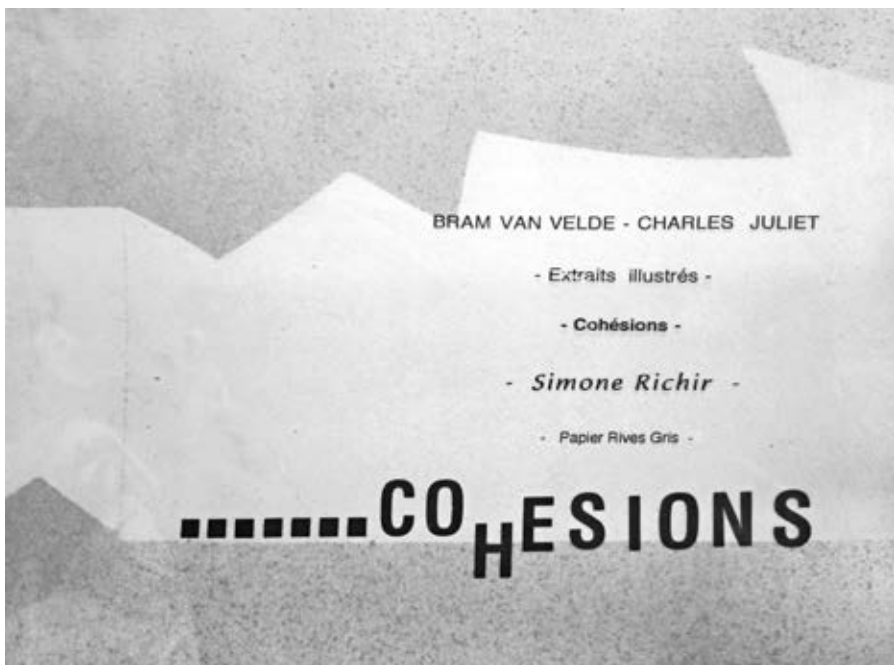 BRAM VAN VELDE - CHARLES JULIET
- Extraits illustrés -
- Cohésions -
- Simone Richir -
- Papier Rives Gris -
.......COHESIONS